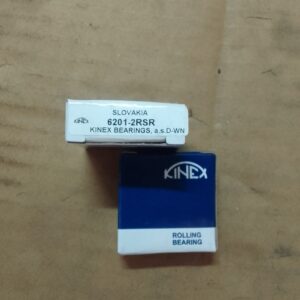 SLOVAKIA
KINEX
6201-2RSR
KINEX BEARINGS, a.s.D-WN
KINEX
ROLLING
BEARING